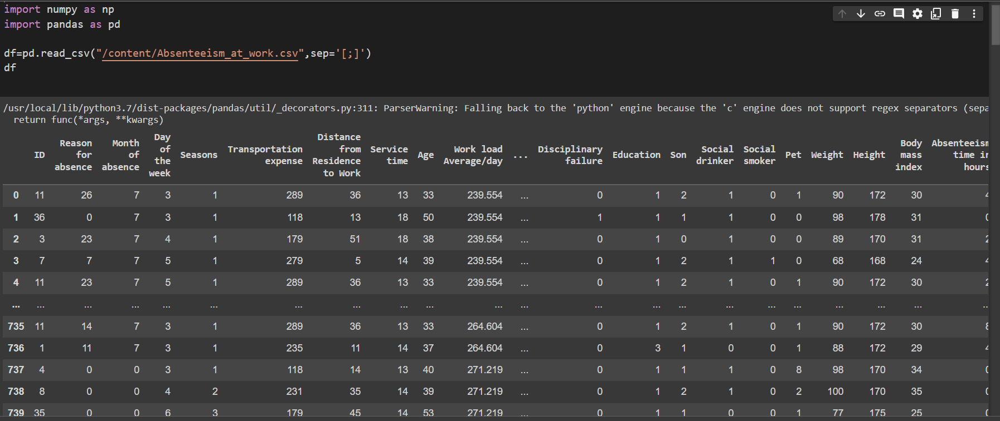 import numpy as np
import pandas as pd
df=pd.read_csv("/content/Absenteeism_at_work.csv",sep='[;]')
df
/usr/local/lib/python3.7/dist-packages/pandas/util/_decorators.py:311: ParserWarning: Falling back to the 'python' engine because the 'c' engine does not support regex separators (sepa
return func(*args, **kwargs)
ID Reason for absence Month of absence Day of the week Seasons Transportation expense Distance from Residence to Work Service time Age Work load Average/day ... Disciplinary failure Education Son Social drinker Social smoker Pet Weight Height Body mass index Absenteeism time in hours
0 11 26 7 3 1 289 36 13 33 239.554 ... 0 1 2 1 0 1 90 172 30 4
1 36 0 7 3 1 118 13 18 50 239.554 ... 1 1 1 1 0 0 98 178 31 0
2 3 23 7 4 1 179 51 18 38 239.554 ... 0 1 0 1 0 0 89 170 31 2
3 7 7 7 5 1 279 5 14 39 239.554 ... 0 1 2 1 1 0 68 168 24 4
4 11 23 7 5 1 289 36 13 33 239.554 ... 0 1 2 1 0 1 90 172 30 2
... ... ... ... ... ... ... ... ... ... ... ... ... ... ... ... ... ... ... ... ... ...
735 11 14 7 3 1 289 36 13 33 264.604 ... 0 1 2 1 0 1 90 172 30 8
736 1 11 7 3 1 235 11 14 37 264.604 ... 0 3 1 0 0 1 88 172 29 4
737 4 0 0 3 1 118 14 13 40 271.219 ... 0 1 1 1 0 8 98 170 34 0
738 8 0 0 4 2 231 35 14 39 271.219 ... 0 1 2 1 0 2 100 170 35 0
739 35 0 0 6 3 179 45 14 53 271.219 ... 0 1 1 0 0 1 77 175 25 0